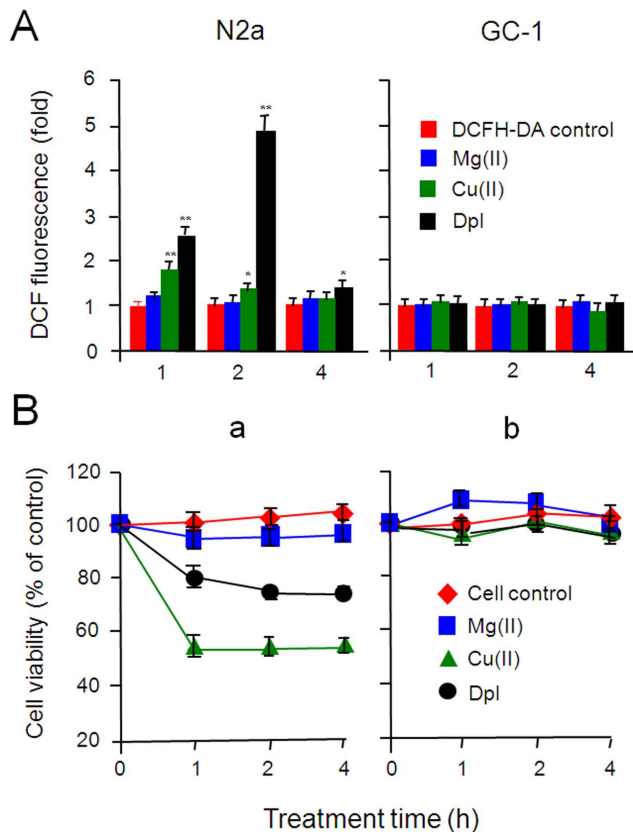 A
N2a
GC-1
DCF fluorescence (fold)
6
5
4
3
2
1
0
**
**
**
*
*
DCFH-DA control
Mg(II)
Cu(II)
Dpl
1
2
4
1
2
4
B
a
b
Cell viability (% of control)
120
100
80
60
40
20
Cell control
Mg(II)
Cu(II)
Dpl
0
1
2
4
0
1
2
4
Treatment time (h)